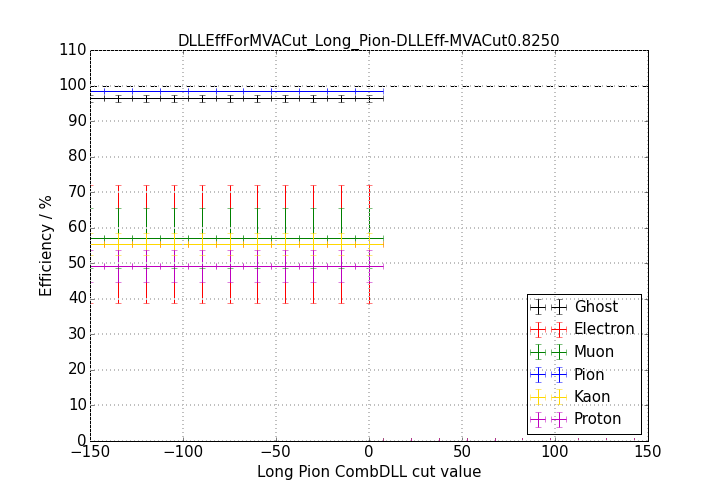 DLLEffForMVACut_Long_Pion-DLLEff-MVACut0.8250
110
100
90
80
70
60
50
40
30
20
10
0
Efficiency / %
−150 −100 −50 0 50 100 150
Long Pion CombDLL cut value
Ghost
Electron
Muon
Pion
Kaon
Proton